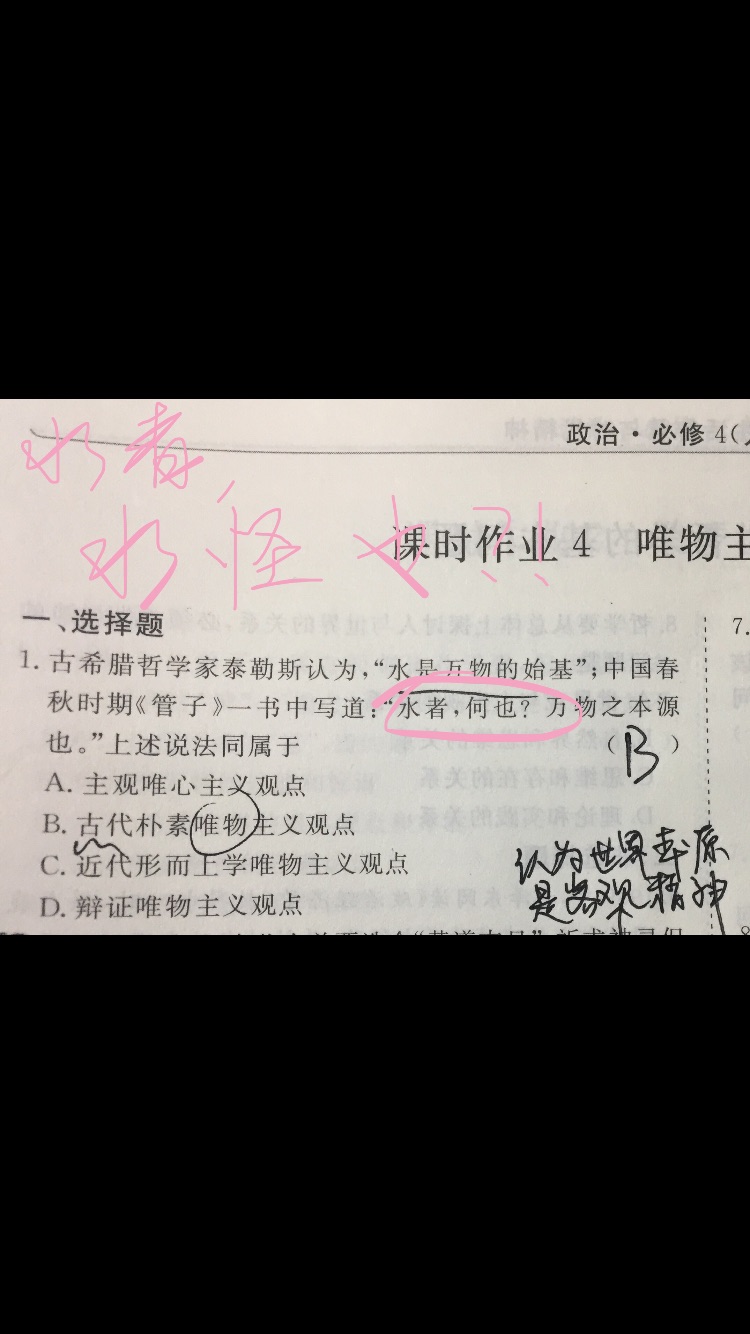 政治·必修4(
水者
水怪也?!
课时作业4 唯物主
一、选择题
1. 古希腊哲学家泰勒斯认为,“水是万物的始基”;中国春
秋时期《管子》一书中写道:“水者,何也?万物之本源
也。”上述说法同属于 (B)
A. 主观唯心主义观点
B. 古代朴素唯物主义观点
C. 近代形而上学唯物主义观点
D. 辩证唯物主义观点
认为世界本原
是客观精神
7.
8